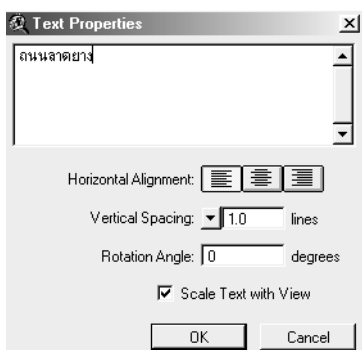 Text Properties
ถนนลาดยาง
Horizontal Alignment:
Vertical Spacing: 1.0 lines
Rotation Angle: 0 degrees
Scale Text with View
OK Cancel